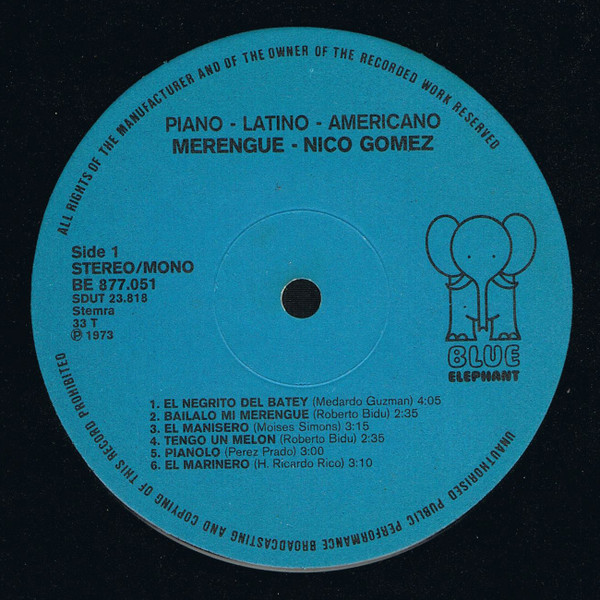 ALL RIGHTS OF THE MANUFACTURER AND OF THE OWNER OF THE RECORDED WORK RESERVED
PIANO - LATINO - AMERICANO
MERENGUE - NICO GOMEZ
Side 1
STEREO/MONO
BE 877.051
SDUT 23.818
Stemra
33 T
Ⓟ 1973
BLUE
ELEPHANT
1. EL NEGRITO DEL BATEY (Medardo Guzman) 4:05
2. BAILALO MI MERENGUE (Roberto Bidu) 2:35
3. EL MANISERO (Moises Simons) 3:15
4. TENGO UN MELON (Roberto Bidu) 2:35
5. PIANOLO (Perez Prado) 3:00
6. EL MARINERO (H. Ricardo Rico) 3:10
UNAUTHORISED PUBLIC PERFORMANCE BROADCASTING AND COPYING OF THIS RECORD PROHIBITED